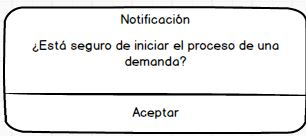 Notificación
¿Está seguro de iniciar el proceso de una
demanda?
Aceptar